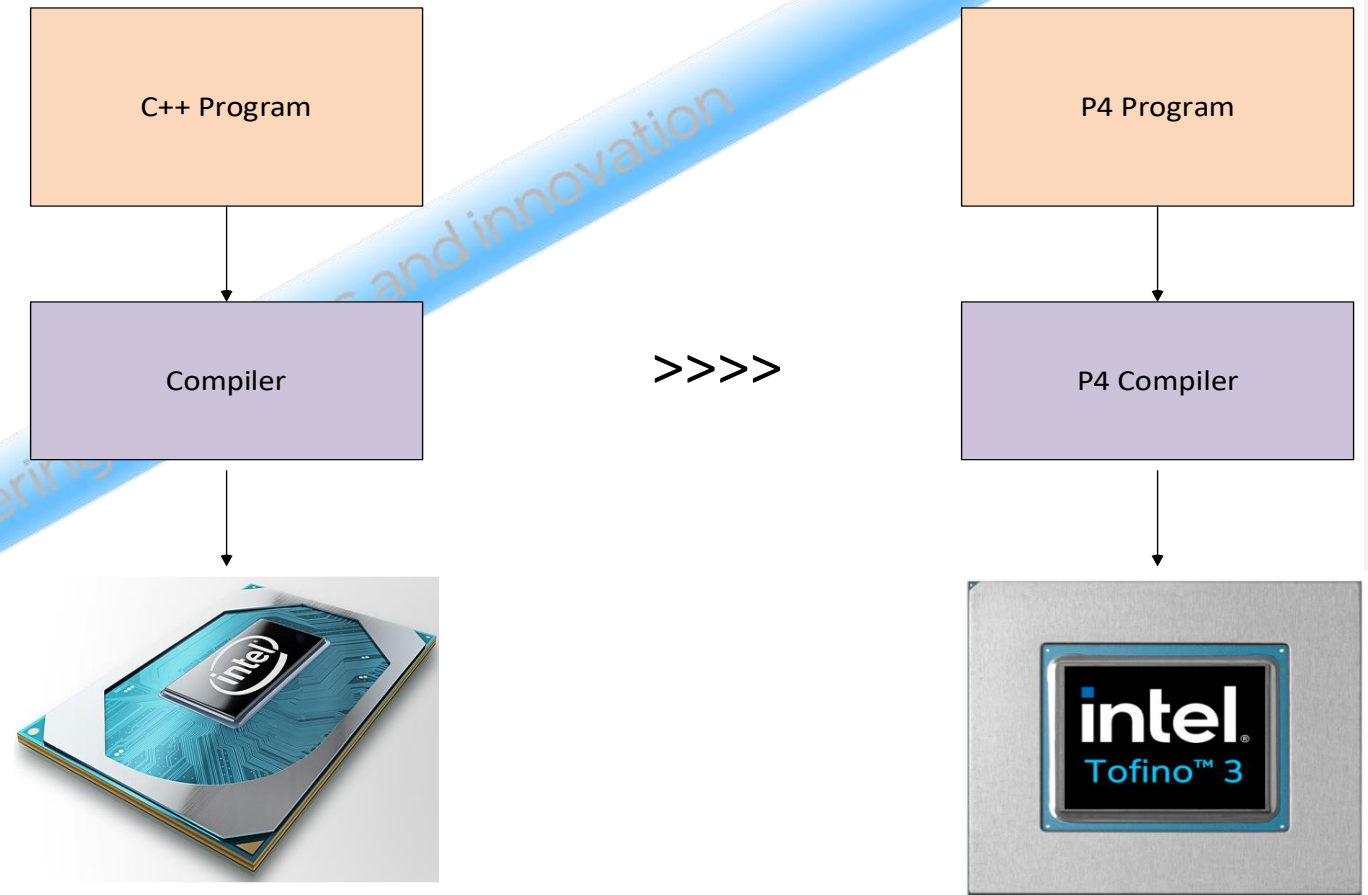 C++ Program
Compiler
intel
>>>>
P4 Program
P4 Compiler
intel®
Tofino™ 3
and innovation